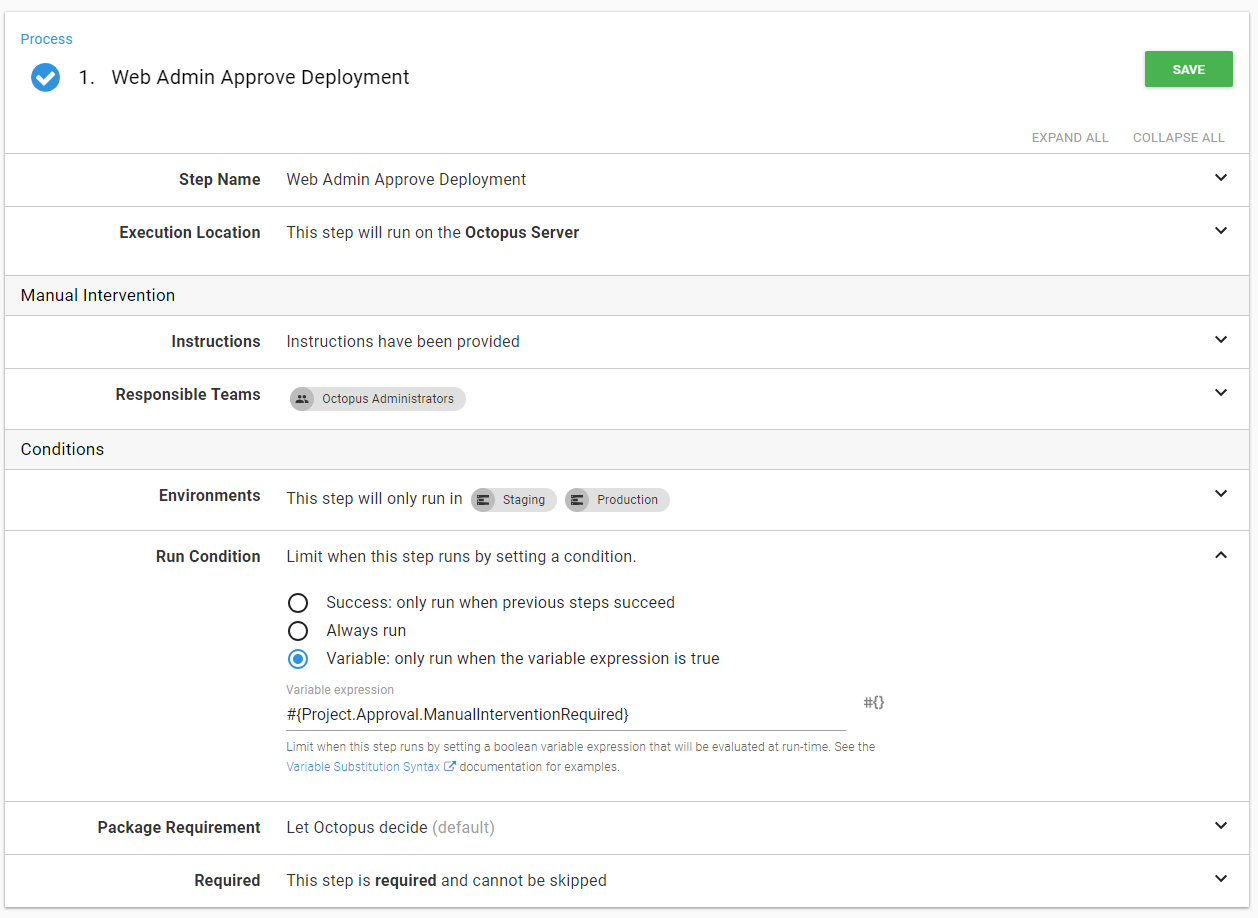 Process
1. Web Admin Approve Deployment
SAVE
EXPAND ALL COLLAPSE ALL
Step Name Web Admin Approve Deployment
Execution Location This step will run on the Octopus Server
Manual Intervention
Instructions Instructions have been provided
Responsible Teams Octopus Administrators
Conditions
Environments This step will only run in Staging Production
Run Condition Limit when this step runs by setting a condition.
Success: only run when previous steps succeed
Always run
Variable: only run when the variable expression is true
Variable expression
#{Project.Approval.ManualInterventionRequired} #{}
Limit when this step runs by setting a boolean variable expression that will be evaluated at run-time. See the
Variable Substitution Syntax documentation for examples.
Package Requirement Let Octopus decide (default)
Required This step is required and cannot be skipped